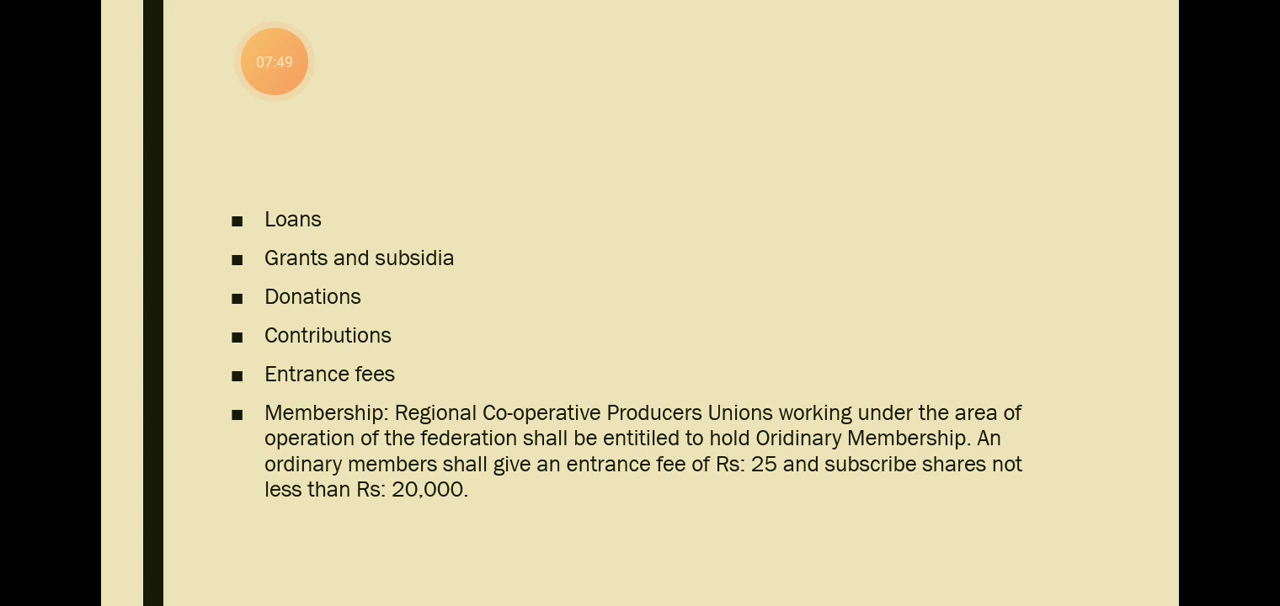 07:49
■ Loans
■ Grants and subsidia
■ Donations
■ Contributions
■ Entrance fees
■ Membership: Regional Co-operative Producers Unions working under the area of
operation of the federation shall be entitiled to hold Oridinary Membership. An
ordinary members shall give an entrance fee of Rs: 25 and subscribe shares not
less than Rs: 20,000.